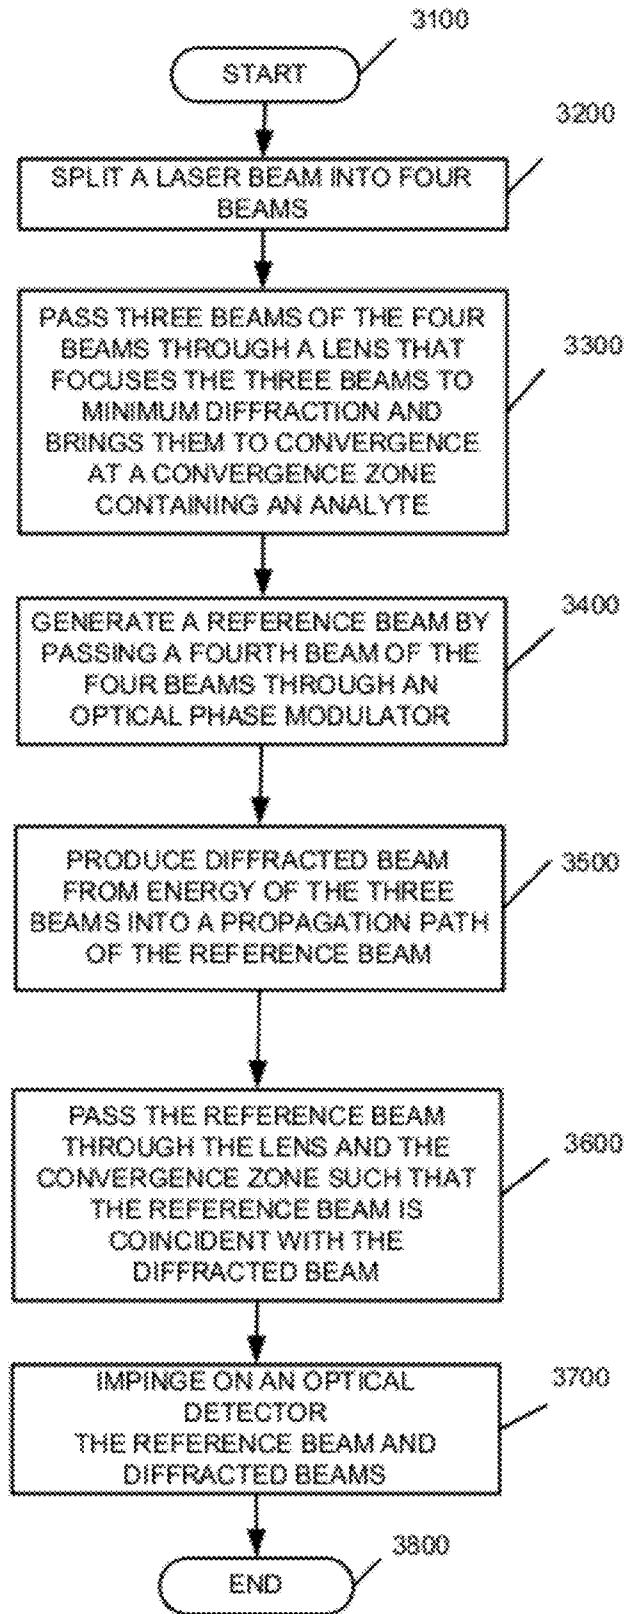 3100
START
3200
SPLIT A LASER BEAM INTO FOUR
BEAMS
3300
PASS THREE BEAMS OF THE FOUR
BEAMS THROUGH A LENS THAT
FOCUSES THE THREE BEAMS TO
MINIMUM DIFFRACTION AND
BRINGS THEM TO CONVERGENCE
AT A CONVERGENCE ZONE
CONTAINING AN ANALYTE
3400
GENERATE A REFERENCE BEAM BY
PASSING A FOURTH BEAM OF THE
FOUR BEAMS THROUGH AN
OPTICAL PHASE MODULATOR
3500
PRODUCE DIFFRACTED BEAM
FROM ENERGY OF THE THREE
BEAMS INTO A PROPAGATION PATH
OF THE REFERENCE BEAM
3600
PASS THE REFERENCE BEAM
THROUGH THE LENS AND THE
CONVERGENCE ZONE SUCH THAT
THE REFERENCE BEAM IS
COINCIDENT WITH THE
DIFFRACTED BEAM
3700
IMPINGE ON AN OPTICAL
DETECTOR
THE REFERENCE BEAM AND
DIFFRACTED BEAMS
3800
END